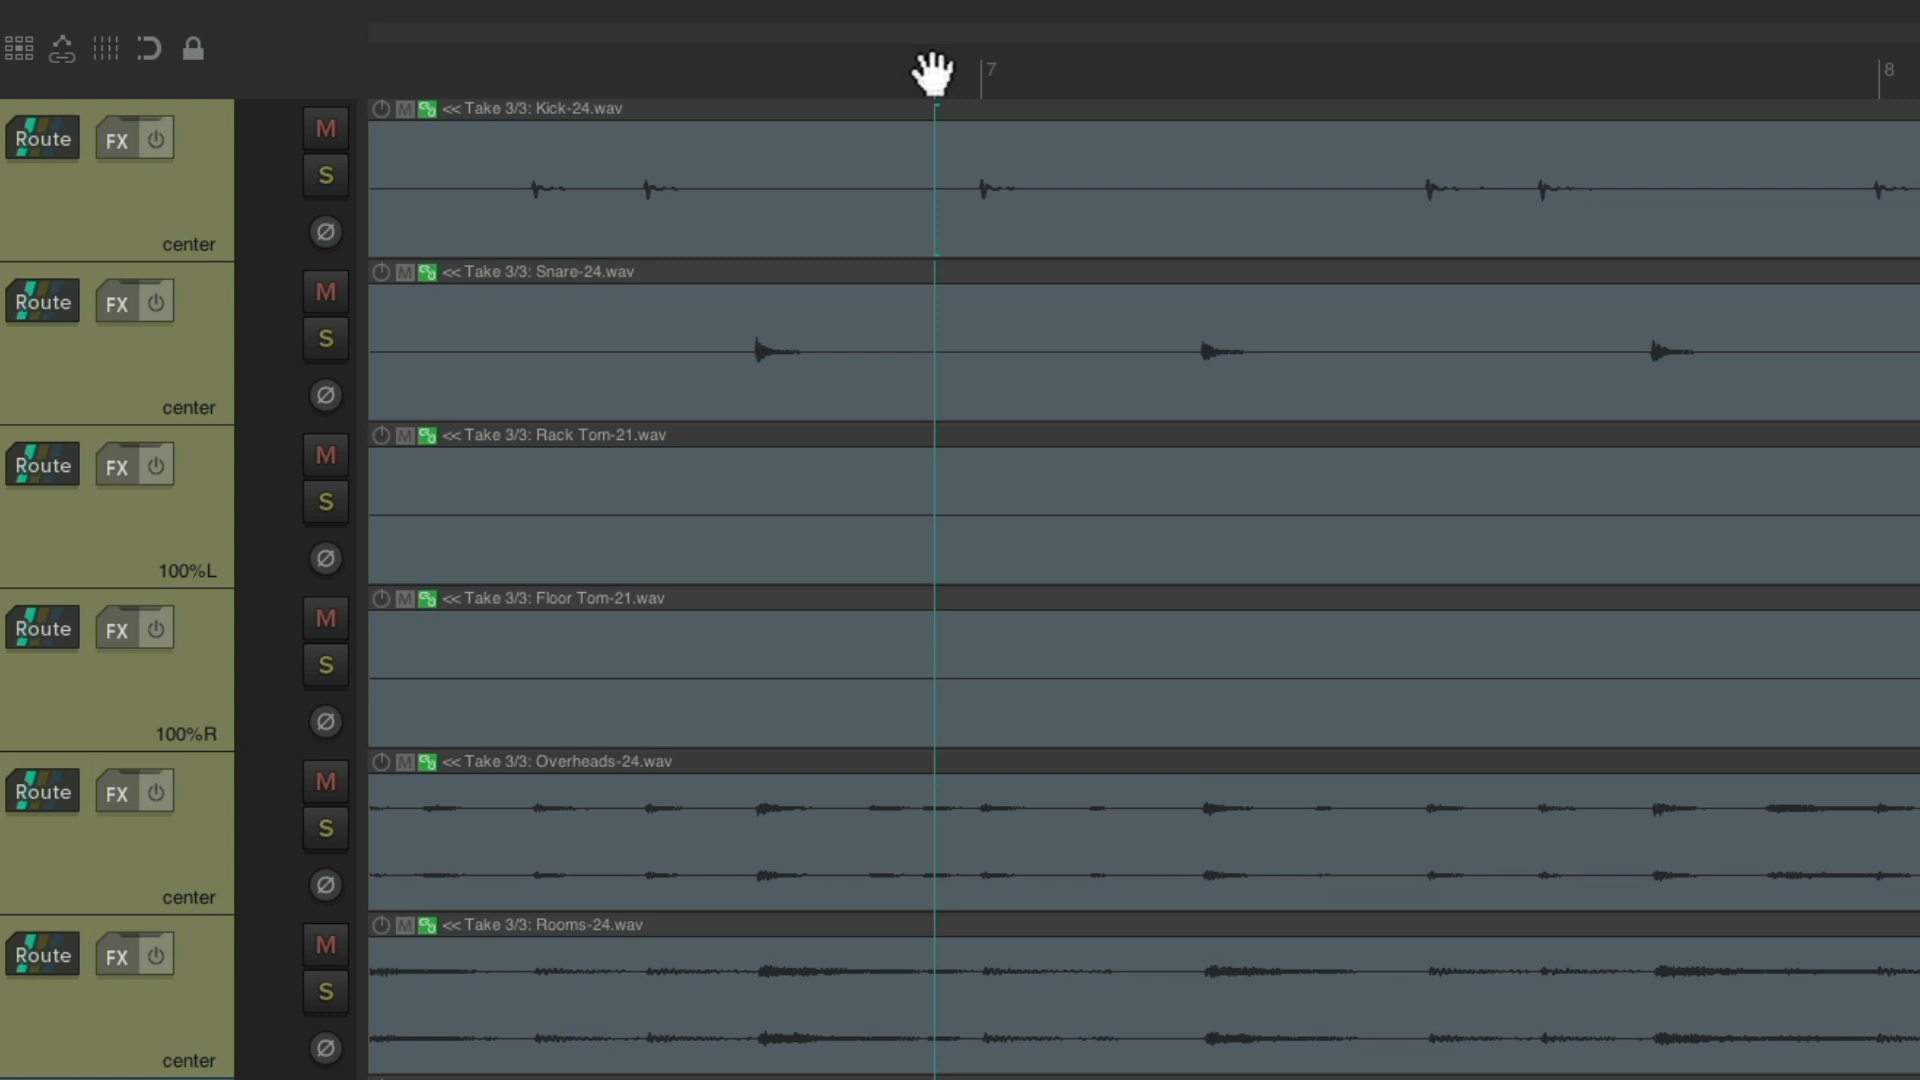 7
8
Route FX M << Take 3/3: Kick-24.wav
M
S
Ø
center
Route FX M << Take 3/3: Snare-24.wav
M
S
Ø
center
Route FX M << Take 3/3: Rack Tom-21.wav
M
S
Ø
100%L
Route FX M << Take 3/3: Floor Tom-21.wav
M
S
Ø
100%R
Route FX M << Take 3/3: Overheads-24.wav
M
S
Ø
center
Route FX M << Take 3/3: Rooms-24.wav
M
S
Ø
center